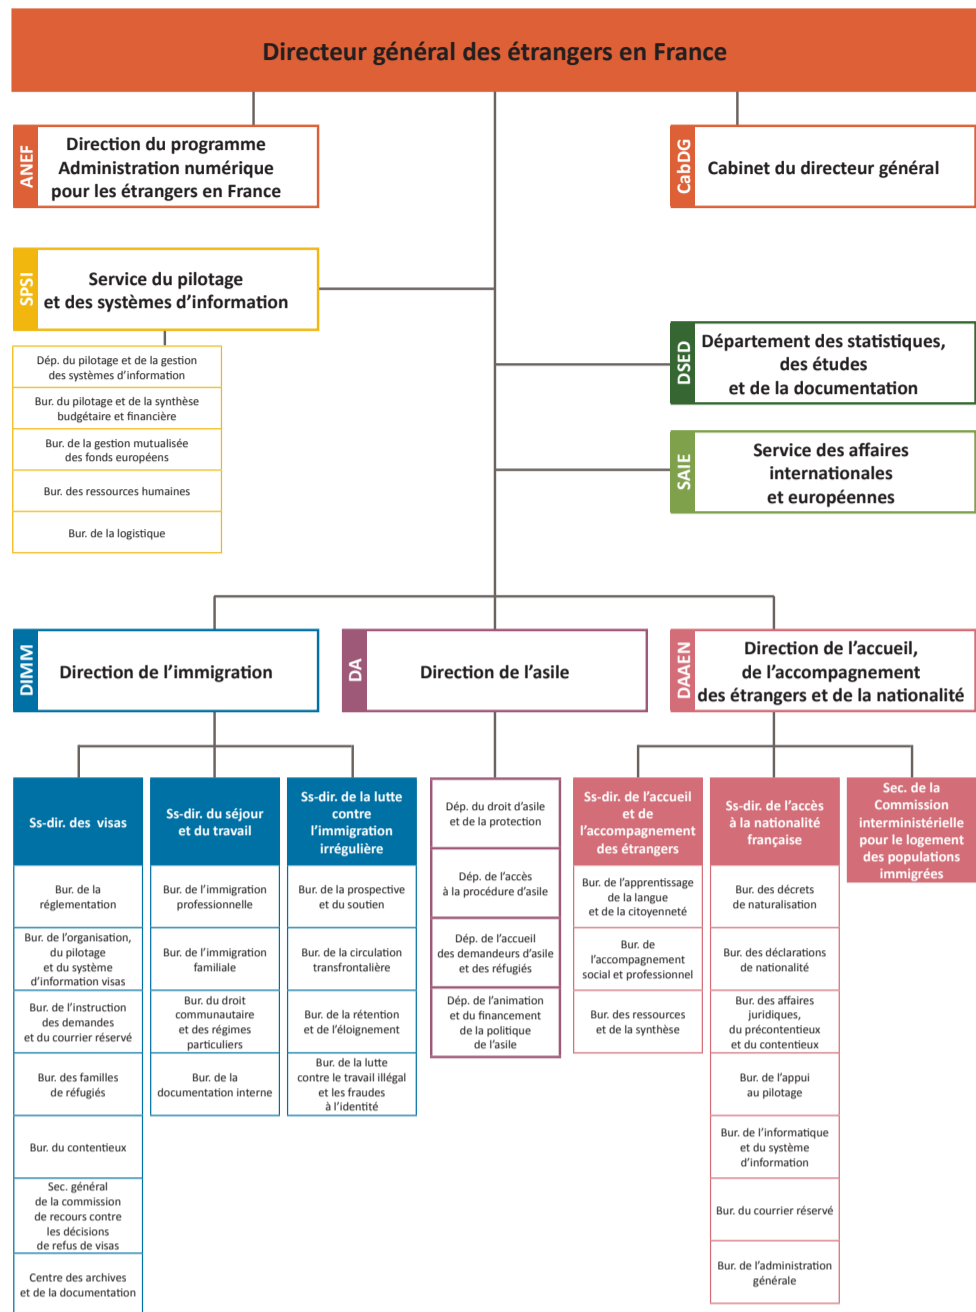 Directeur général des étrangers en France
ANEF
Direction du programme
Administration numérique
pour les étrangers en France
CabDG
Cabinet du directeur général
SPSI
Service du pilotage
et des systèmes d’information
Dép. du pilotage et de la gestion
des systèmes d’information
Bur. du pilotage et de la synthèse
budgétaire et financière
Bur. de la gestion mutualisée
des fonds européens
Bur. des ressources humaines
Bur. de la logistique
DSED
Département des statistiques,
des études
et de la documentation
SAIE
Service des affaires
internationales
et européennes
DIMM
Direction de l’immigration
DA
Direction de l’asile
DAAEN
Direction de l’accueil,
de l’accompagnement
des étrangers et de la nationalité
Ss-dir. des visas
Bur. de la
réglementation
Bur. de l’organisation,
du pilotage
et du système
d’information visas
Bur. de l’instruction
des demandes
et du courrier réservé
Bur. des familles
de réfugiés
Bur. du contentieux
Sec. général
de la commission
de recours contre
les décisions
de refus de visas
Centre des archives
et de la documentation
Ss-dir. du séjour
et du travail
Bur. de l’immigration
professionnelle
Bur. de l’immigration
familiale
Bur. du droit
communautaire
et des régimes
particuliers
Bur. de la
documentation interne
Ss-dir. de la lutte
contre
l’immigration
irrégulière
Bur. de la prospective
et du soutien
Bur. de la circulation
transfrontalière
Bur. de la rétention
et de l’éloignement
Bur. de la lutte
contre le travail illégal
et les fraudes
à l’identité
Dép. du droit d’asile
et de la protection
Dép. de l’accès
à la procédure d’asile
Dép. de l’accueil
des demandeurs d’asile
et des réfugiés
Dép. de l’animation
et du financement
de la politique
de l’asile
Ss-dir. de l’accueil
et de
l’accompagnement
des étrangers
Bur. de l’apprentissage
de la langue
et de la citoyenneté
Bur. de
l’accompagnement
social et professionnel
Bur. des ressources
et de la synthèse
Ss-dir. de l’accès
à la nationalité
française
Bur. des décrets
de naturalisation
Bur. des déclarations
de nationalité
Bur. des affaires
juridiques,
du précontentieux
et du contentieux
Bur. de l’appui
au pilotage
Bur. de l’informatique
et du système
d’information
Bur. du courrier réservé
Bur. de l’administration
générale
Sec. de la
Commission
interministérielle
pour le logement
des populations
immigrées